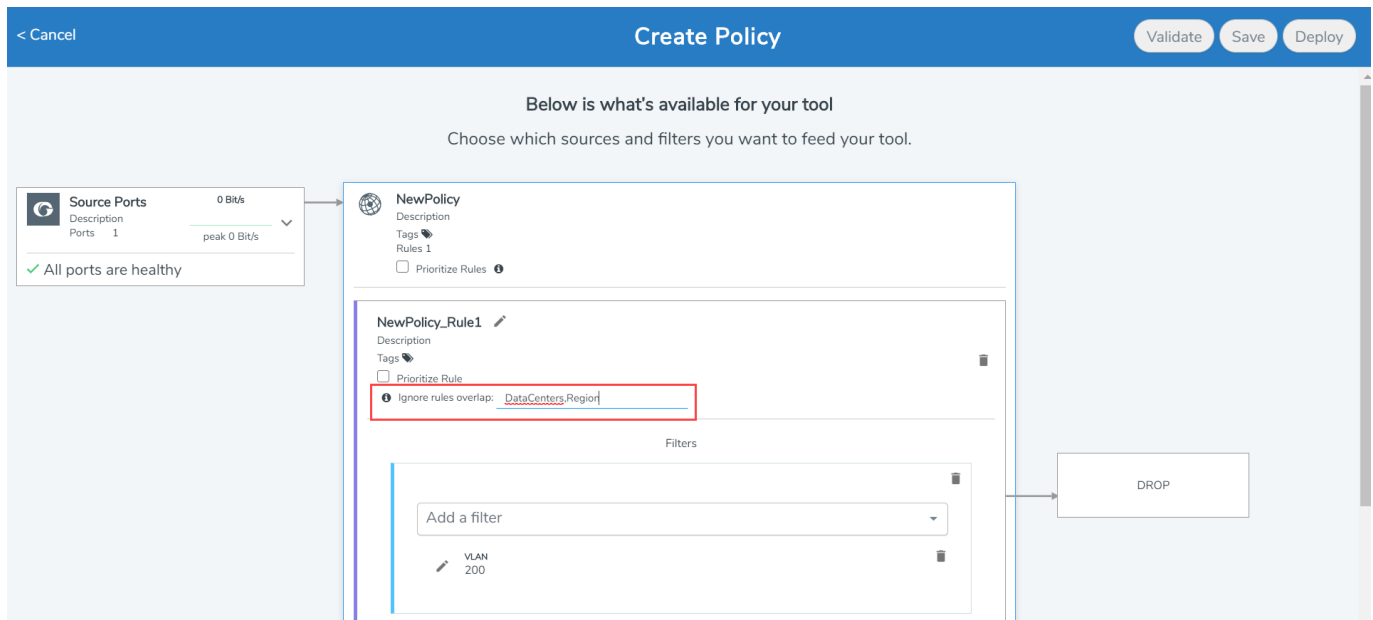 < Cancel
Create Policy
Validate
Save
Deploy
Below is what's available for your tool
Choose which sources and filters you want to feed your tool.
Source Ports
0 Bit/s
Description
Ports 1
peak 0 Bit/s
All ports are healthy
NewPolicy
Description
Tags
Rules 1
Prioritize Rules
NewPolicy_Rule1
Description
Tags
Prioritize Rule
Ignore rules overlap: DataCenters,Region
Filters
Add a filter
VLAN
200
DROP